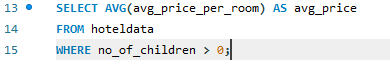 13 SELECT AVG(avg_price_per_room) AS avg_price
14 FROM hoteldata
15 WHERE no_of_children > 0;